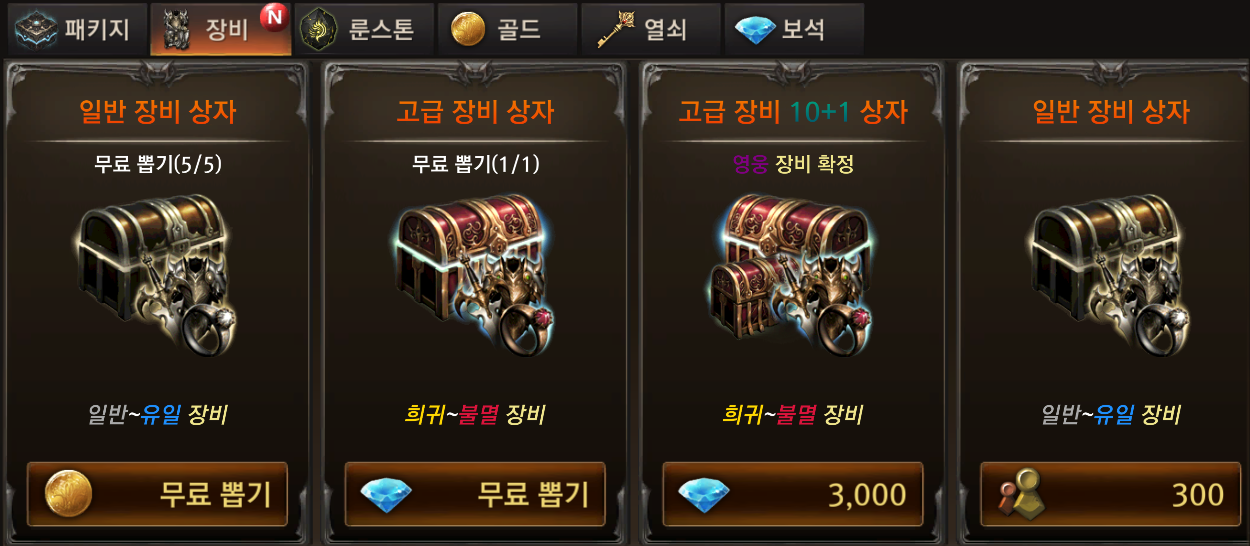 패키지
장비
N
룬스톤
골드
열쇠
보석
일반 장비 상자
무료 뽑기(5/5)
일반~유일 장비
무료 뽑기
고급 장비 상자
무료 뽑기(1/1)
희귀~불멸 장비
무료 뽑기
고급 장비 10+1 상자
영웅 장비 확정
희귀~불멸 장비
3,000
일반 장비 상자
일반~유일 장비
300